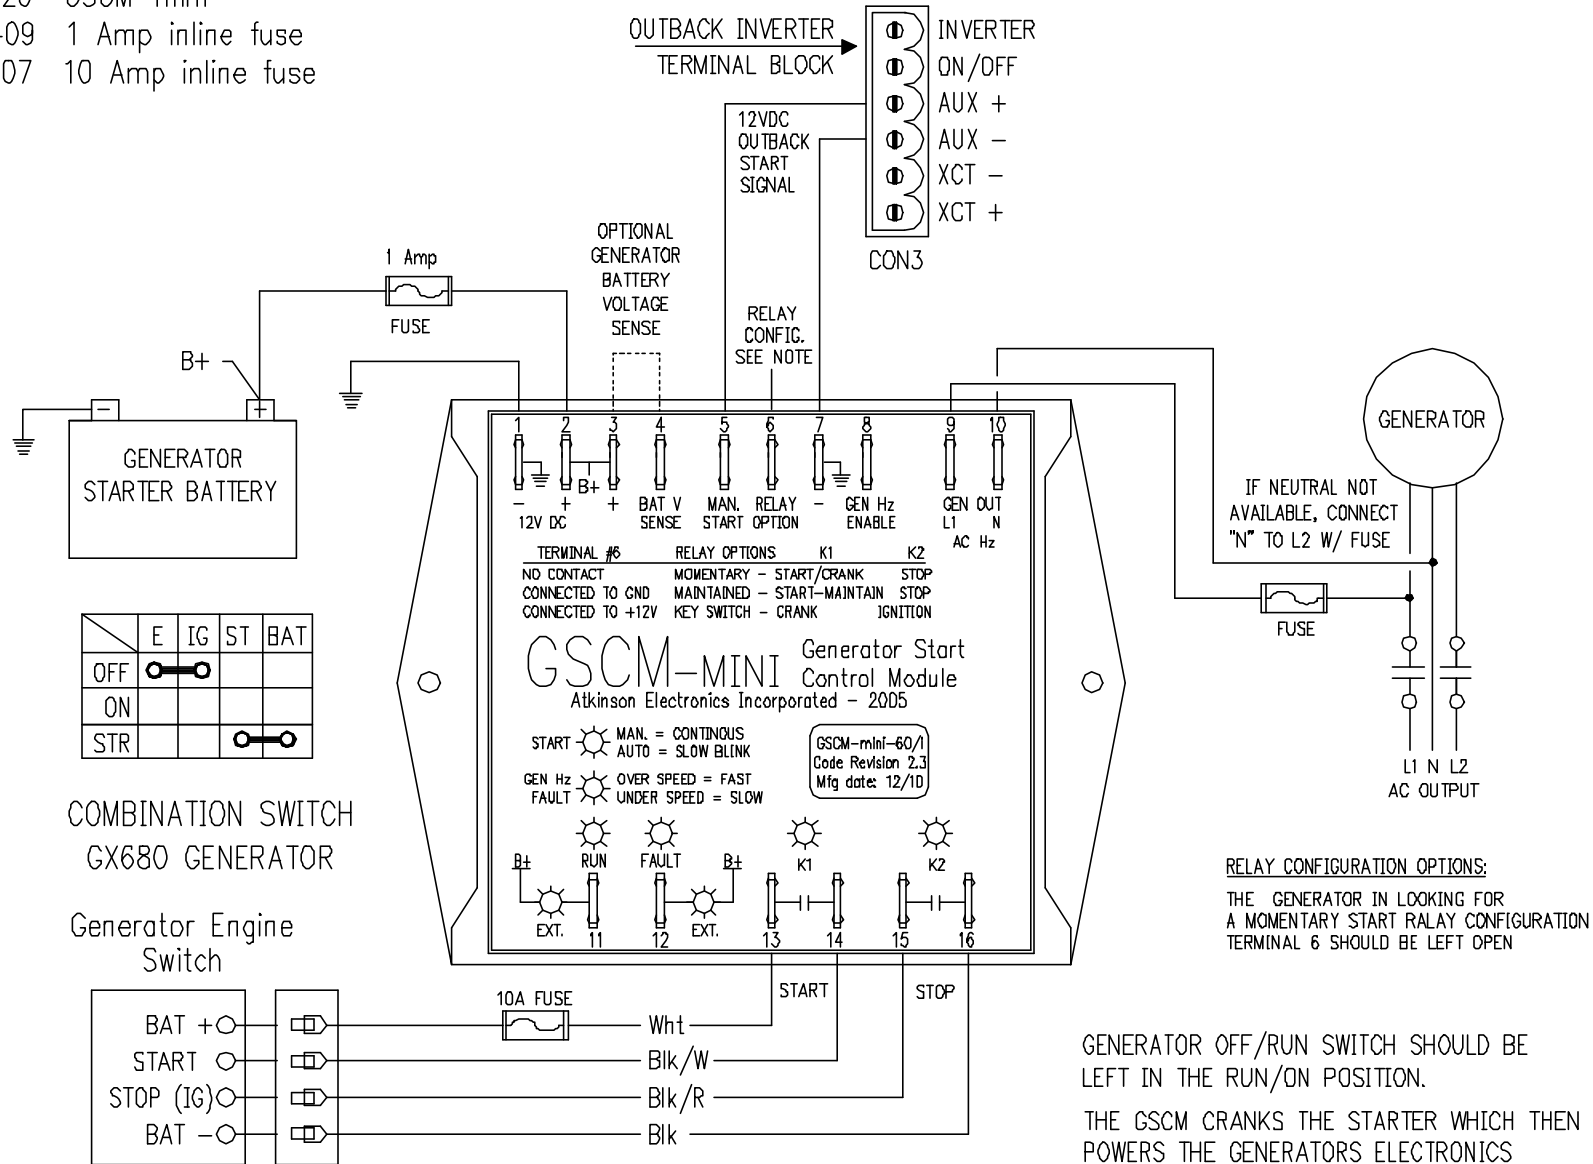 -09 1 Amp inline fuse
07 10 Amp inline fuse
OUTBACK INVERTER
TERMINAL BLOCK
INVERTER
ON/OFF
AUX +
AUX -
XCT -
XCT +
CON3
12VDC
OUTBACK
START
SIGNAL
OPTIONAL
GENERATOR
BATTERY
VOLTAGE
SENSE
1 Amp
FUSE
RELAY
CONFIG.
SEE NOTE
B+
- +
GENERATOR
STARTER BATTERY
GENERATOR
IF NEUTRAL NOT
AVAILABLE, CONNECT
"N" TO L2 W/ FUSE
FUSE
L1 N L2
AC OUTPUT
1 2 3 4 5 6 7 8 9 10
B+
- + + BAT V MAN. RELAY - GEN Hz GEN OUT
12V DC SENSE START OPTION ENABLE L1 N
AC Hz
TERMINAL #6 RELAY OPTIONS K1 K2
NO CONTACT MOMENTARY - START/CRANK STOP
CONNECTED TO GND MAINTAINED - START-MAINTAIN STOP
CONNECTED TO +12V KEY SWITCH - CRANK IGNITION
GSCM-MINI Generator Start
Control Module
Atkinson Electronics Incorporated - 2005
START MAN. = CONTINOUS
AUTO = SLOW BLINK
GEN Hz OVER SPEED = FAST
FAULT UNDER SPEED = SLOW
GSCM-mini-60/1
Code Revision 2.3
Mfg date: 12/10
B+ RUN FAULT B+ K1 K2
EXT. 11 12 EXT. 13 14 15 16
E IG ST BAT
OFF
ON
STR
COMBINATION SWITCH
GX680 GENERATOR
Generator Engine
Switch
10A FUSE
START
STOP
BAT + Wht
START Blk/W
STOP (IG) Blk/R
BAT - Blk
RELAY CONFIGURATION OPTIONS:
THE GENERATOR IN LOOKING FOR
A MOMENTARY START RALAY CONFIGURATION
TERMINAL 6 SHOULD BE LEFT OPEN
GENERATOR OFF/RUN SWITCH SHOULD BE
LEFT IN THE RUN/ON POSITION.
THE GSCM CRANKS THE STARTER WHICH THEN
POWERS THE GENERATORS ELECTRONICS